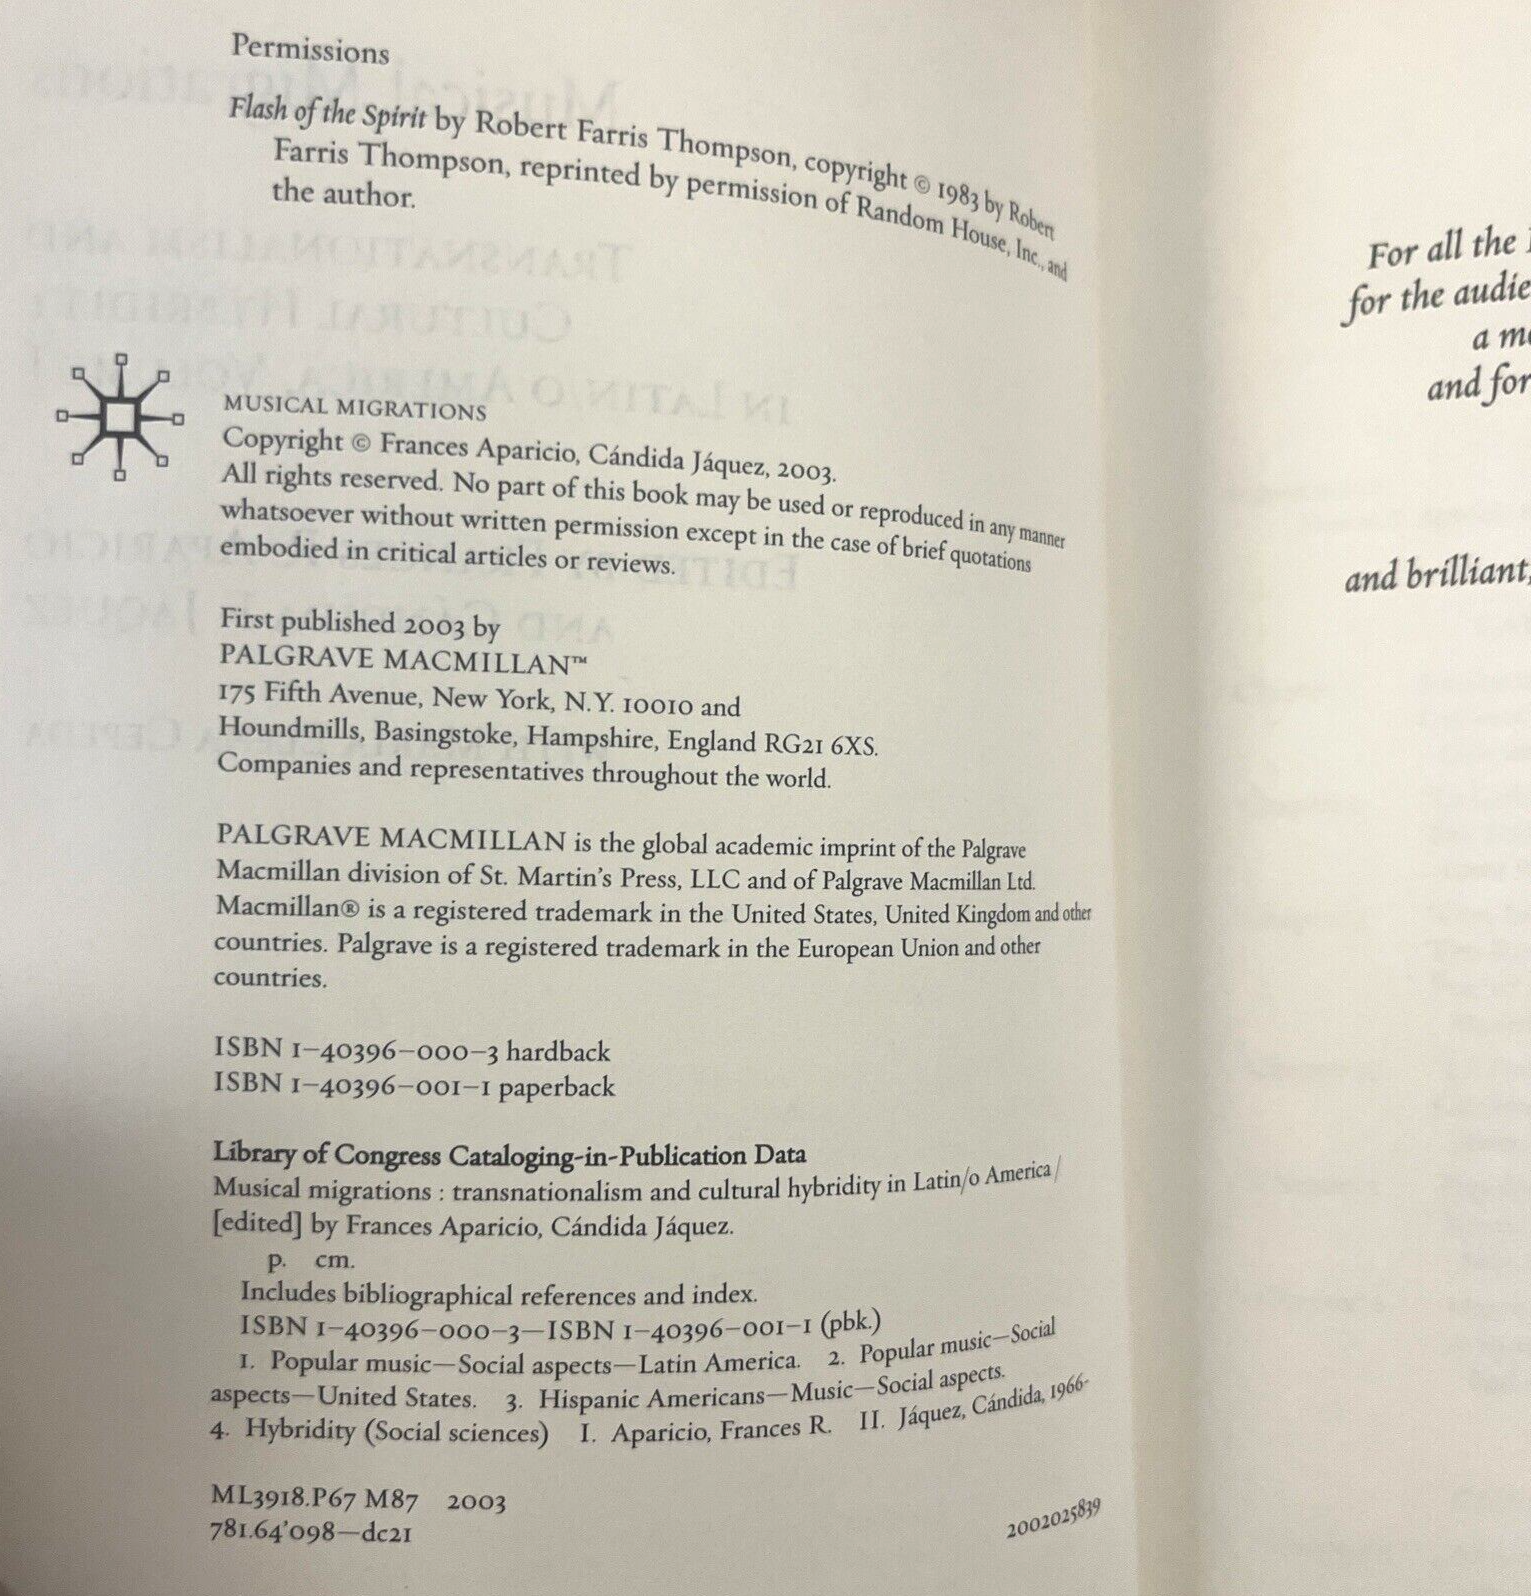 Permissions
Flash of the Spirit by Robert Farris Thompson, copyright © 1983 by Robert
Farris Thompson, reprinted by permission of Random House, Inc., and
the author.
MUSICAL MIGRATIONS
Copyright © Frances Aparicio, Cándida Jáquez, 2003.
All rights reserved. No part of this book may be used or reproduced in any manner
whatsoever without written permission except in the case of brief quotations
embodied in critical articles or reviews.
First published 2003 by
PALGRAVE MACMILLAN™
175 Fifth Avenue, New York, N.Y. 10010 and
Houndmills, Basingstoke, Hampshire, England RG21 6XS.
Companies and representatives throughout the world.
PALGRAVE MACMILLAN is the global academic imprint of the Palgrave
Macmillan division of St. Martin's Press, LLC and of Palgrave Macmillan Ltd.
Macmillan® is a registered trademark in the United States, United Kingdom and other
countries. Palgrave is a registered trademark in the European Union and other
countries.
ISBN 1–40396–000–3 hardback
ISBN 1–40396–001–1 paperback
Library of Congress Cataloging-in-Publication Data
Musical migrations : transnationalism and cultural hybridity in Latin/o America /
[edited] by Frances Aparicio, Cándida Jáquez.
p. cm.
Includes bibliographical references and index.
ISBN 1–40396–000–3—ISBN 1–40396–001–1 (pbk.)
1. Popular music—Social aspects—Latin America. 2. Popular music—Social
aspects—United States. 3. Hispanic Americans—Music—Social aspects.
4. Hybridity (Social sciences) I. Aparicio, Frances R. II. Jáquez, Cándida, 1966-
ML3918.P67 M87 2003
781.64'098—dc21
2002025839
For all the
for the
a
and for
and brilliant,